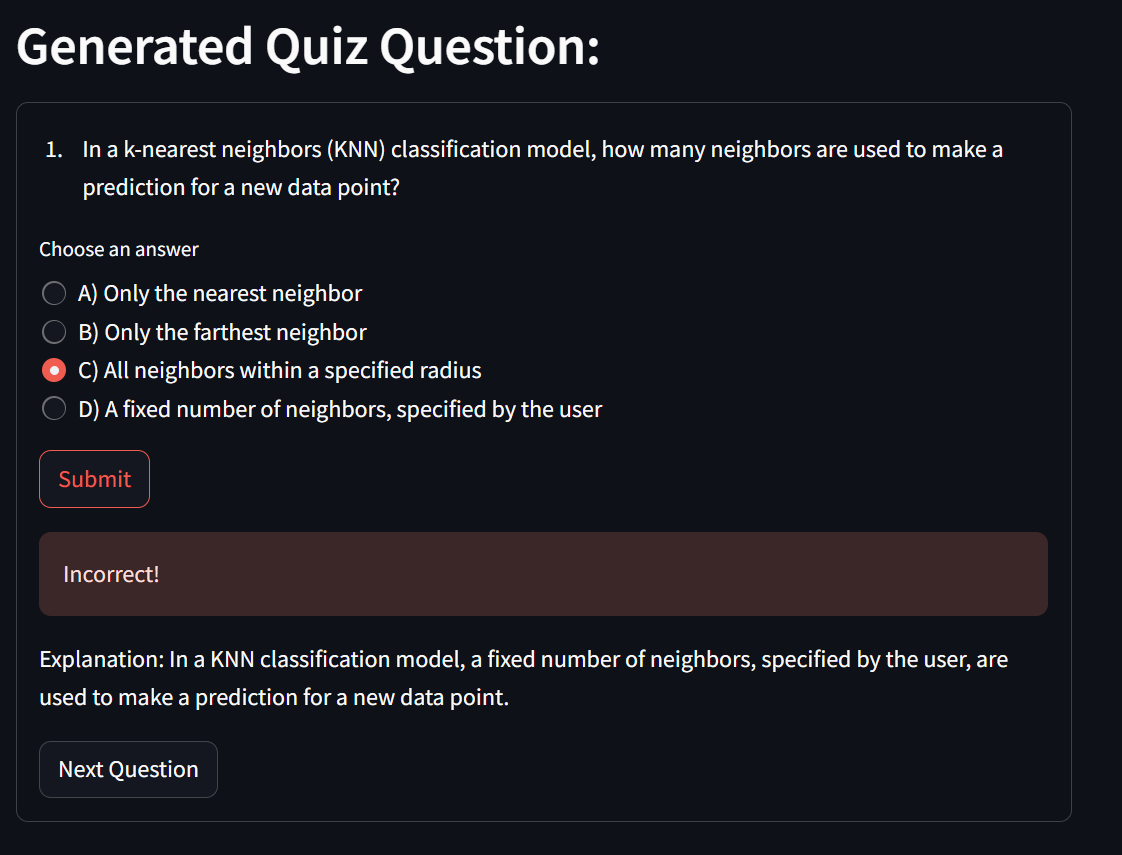 Generated Quiz Question:
1. In a k-nearest neighbors (KNN) classification model, how many neighbors are used to make a
prediction for a new data point?
Choose an answer
A) Only the nearest neighbor
B) Only the farthest neighbor
C) All neighbors within a specified radius
D) A fixed number of neighbors, specified by the user
Submit
Incorrect!
Explanation: In a KNN classification model, a fixed number of neighbors, specified by the user, are
used to make a prediction for a new data point.
Next Question